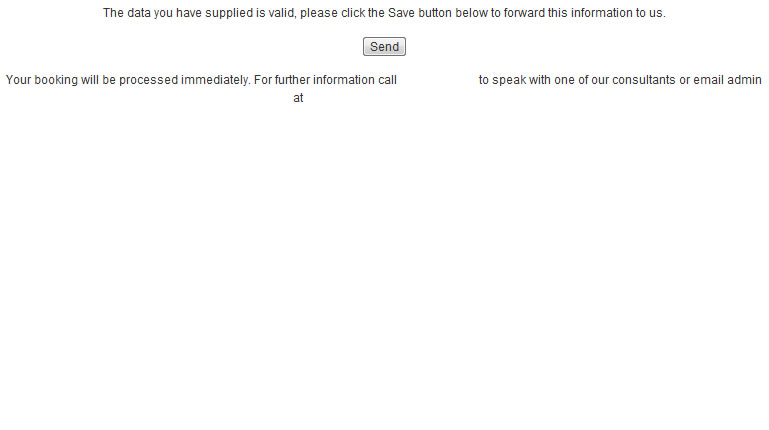 The data you have supplied is valid, please click the Save button below to forward this information to us.
Send
Your booking will be processed immediately. For further information call to speak with one of our consultants or email admin
at